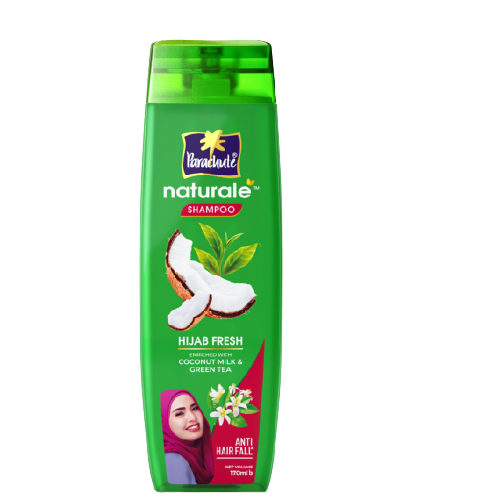 Parachute®
naturale™
SHAMPOO
HIJAB FRESH
ENRICHED WITH
COCONUT MILK &
GREEN TEA
ANTI
HAIR FALL*
NET VOLUME
170ml